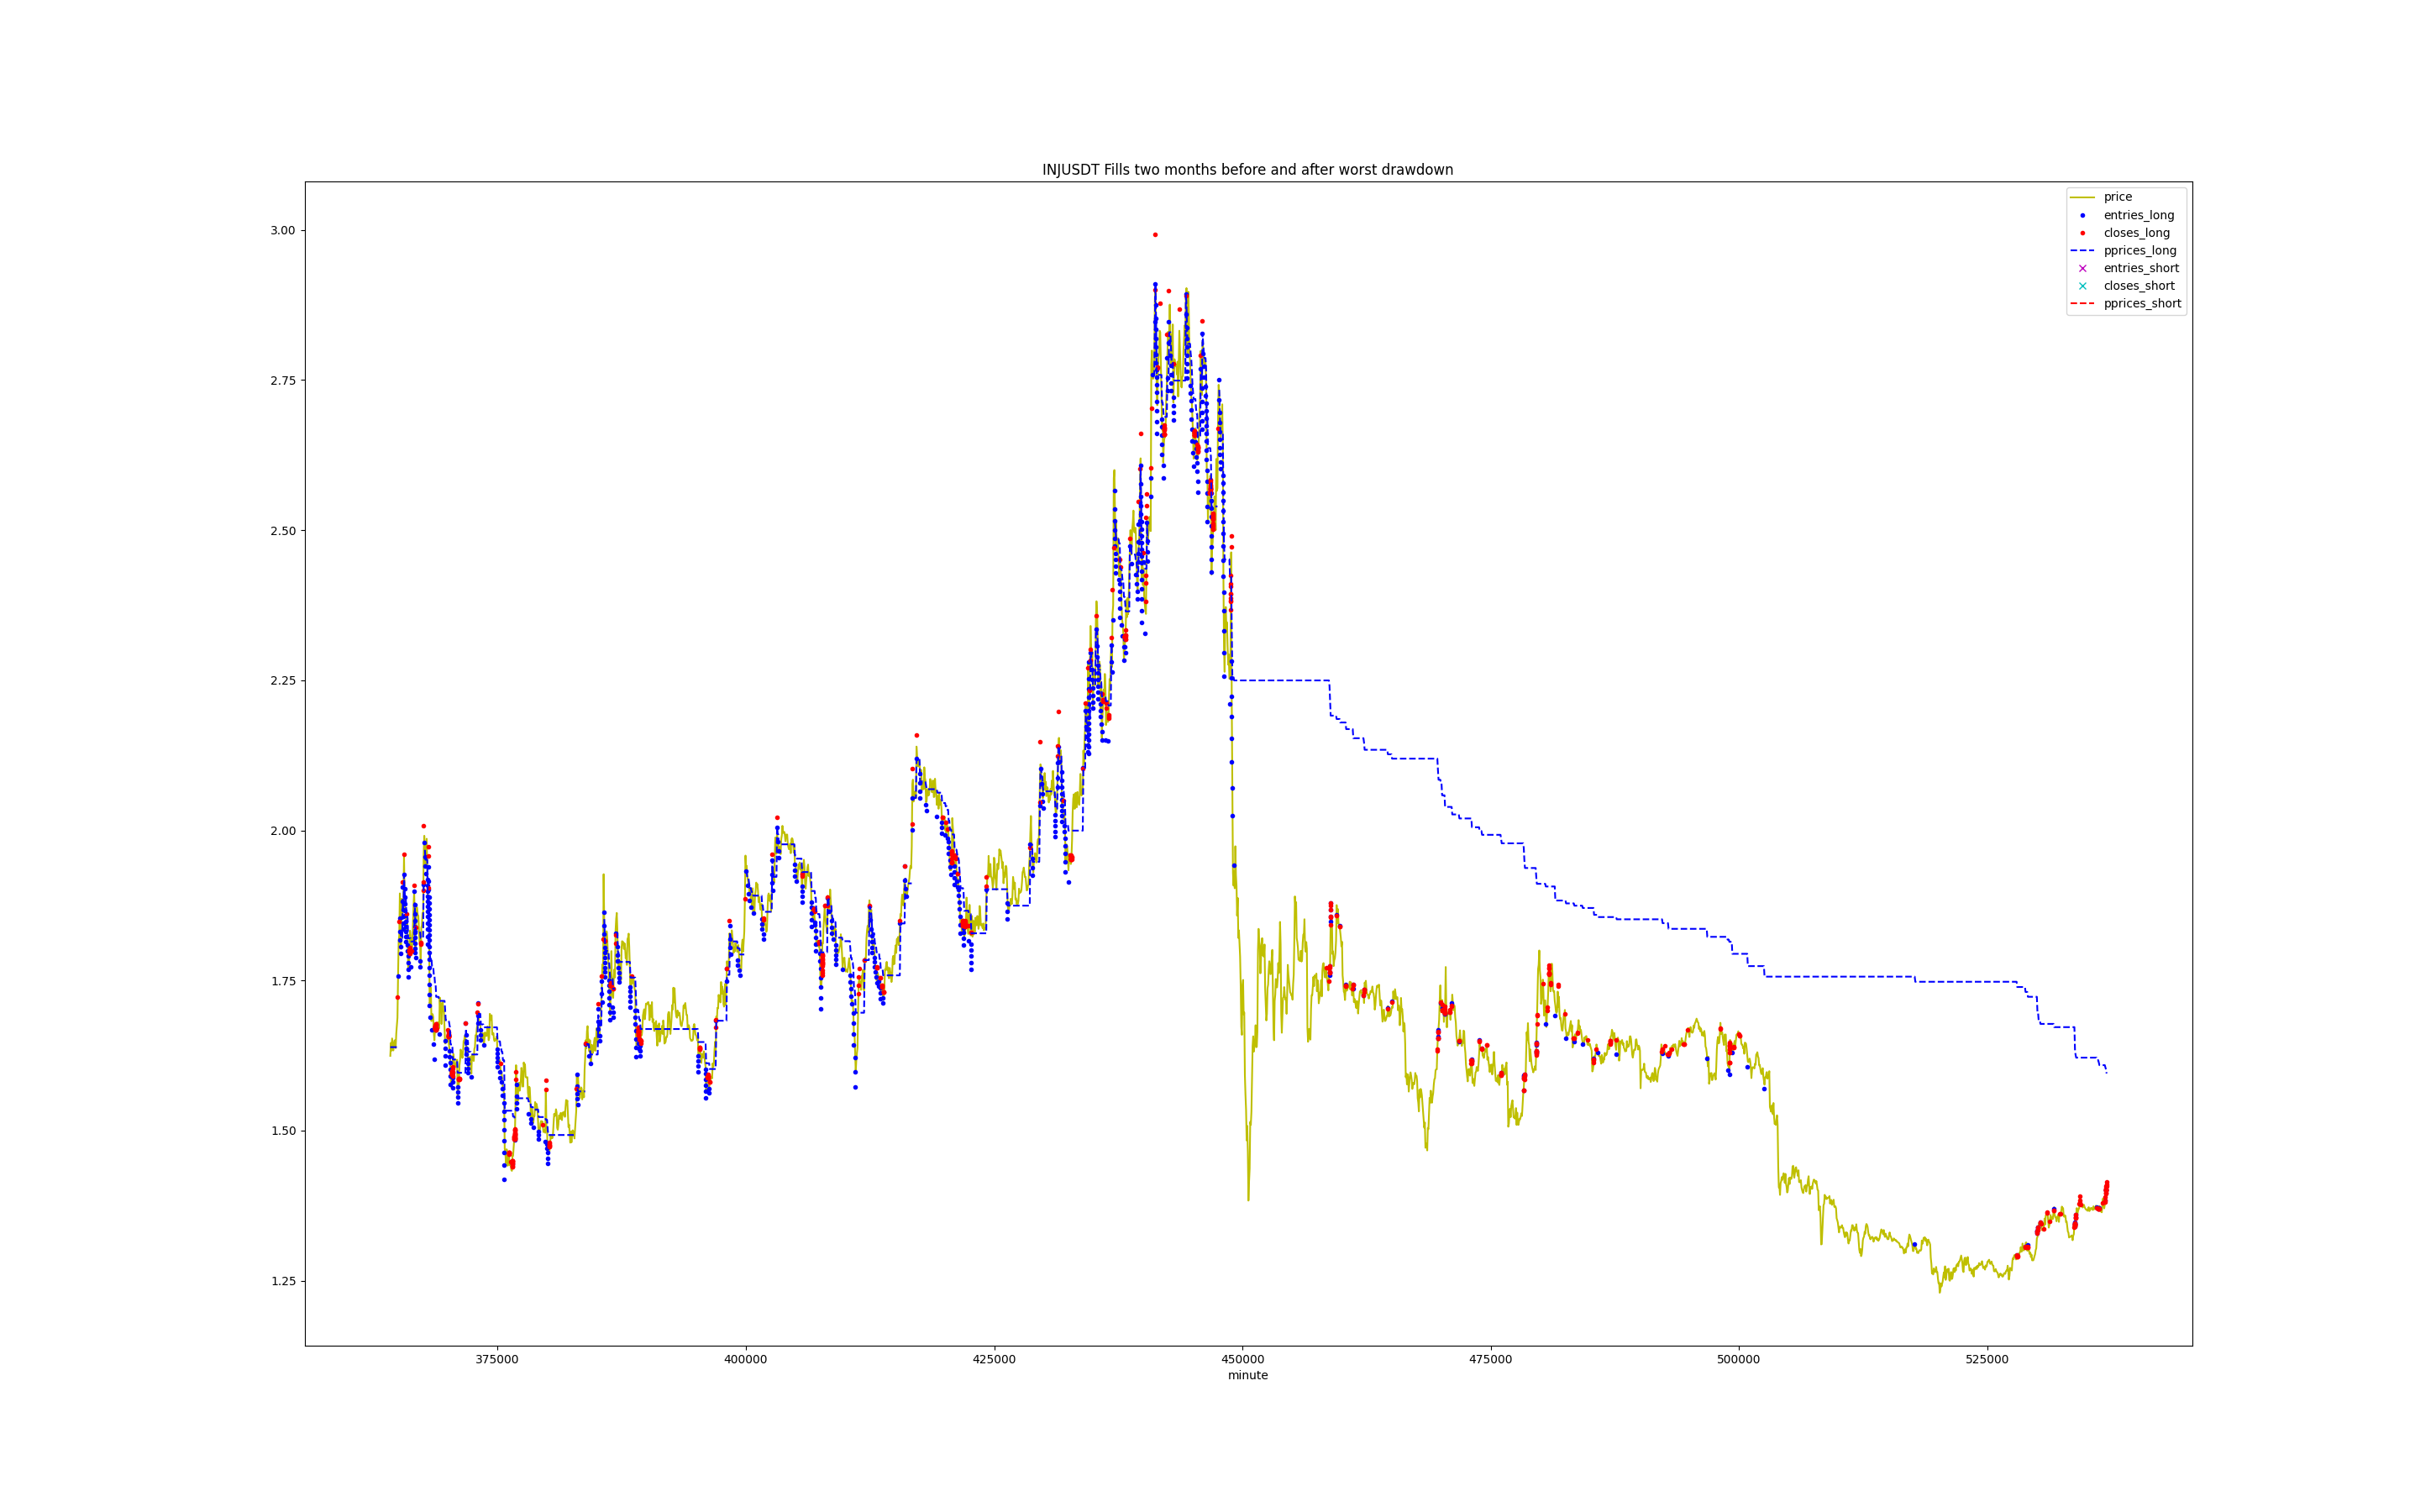 INJUSDT Fills two months before and after worst drawdown
price
entries_long
closes_long
pprices_long
entries_short
closes_short
pprices_short
3.00
2.75
2.50
2.25
2.00
1.75
1.50
1.25
375000 400000 425000 450000 475000 500000 525000
minute